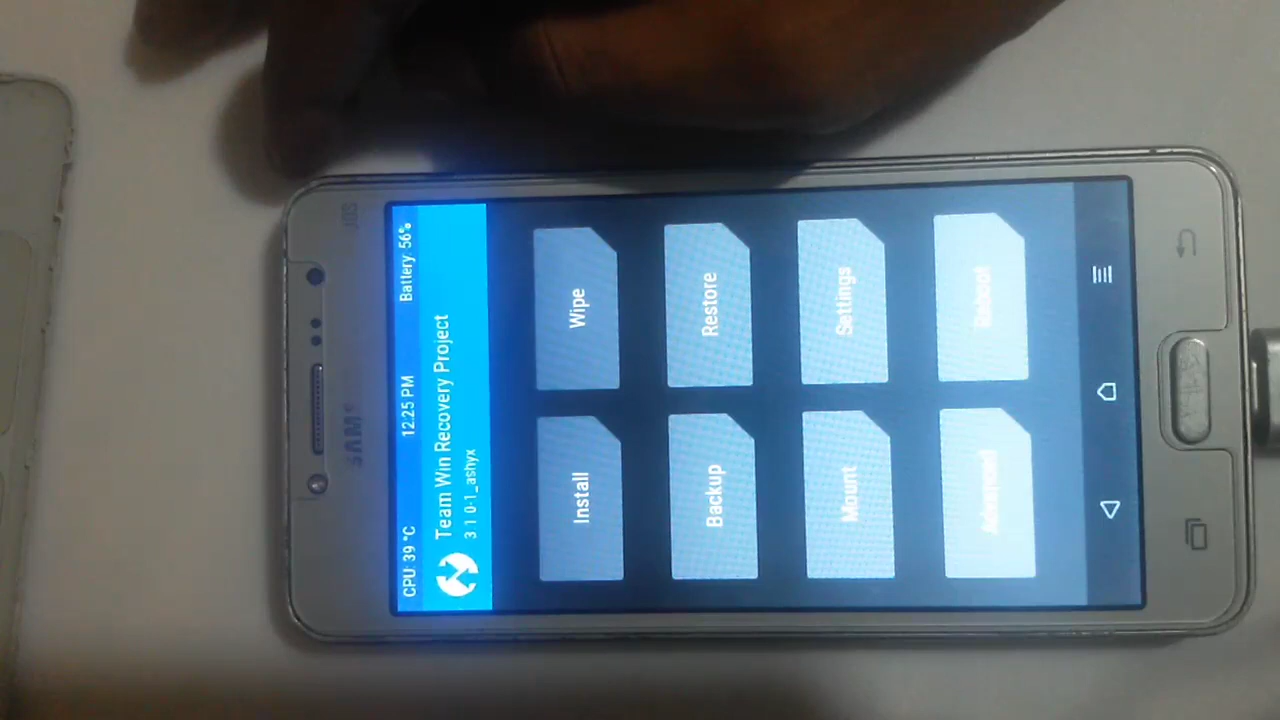 SAM
CPU: 39 °C
12:25 PM
Battery: 56%
Team Win Recovery Project
3 1 0-1_ashyx
Install
Wipe
Backup
Restore
Mount
Settings
Advanced
Reboot